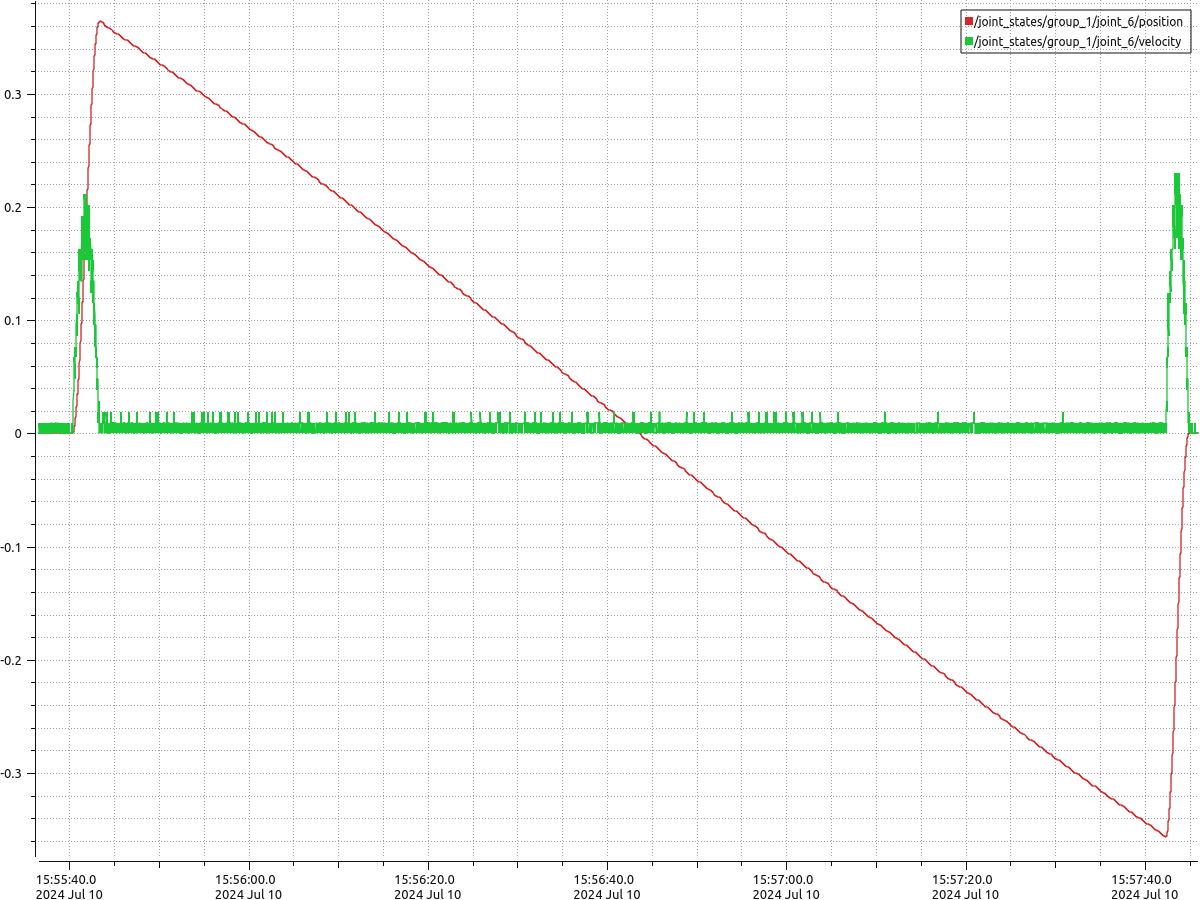 /joint_states/group_1/joint_6/position
/joint_states/group_1/joint_6/velocity
0.3
0.2
0.1
0
-0.1
-0.2
-0.3
15:55:40.0 15:56:00.0 15:56:20.0 15:56:40.0 15:57:00.0 15:57:20.0 15:57:40.0
2024 Jul 10 2024 Jul 10 2024 Jul 10 2024 Jul 10 2024 Jul 10 2024 Jul 10 2024 Jul 10